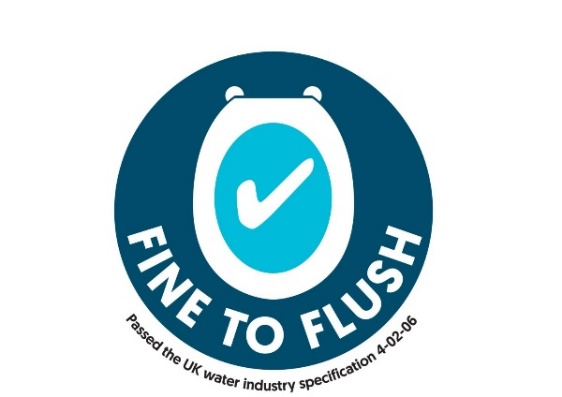 FINE TO FLUSH
Passed the UK water industry specification 4-02-06